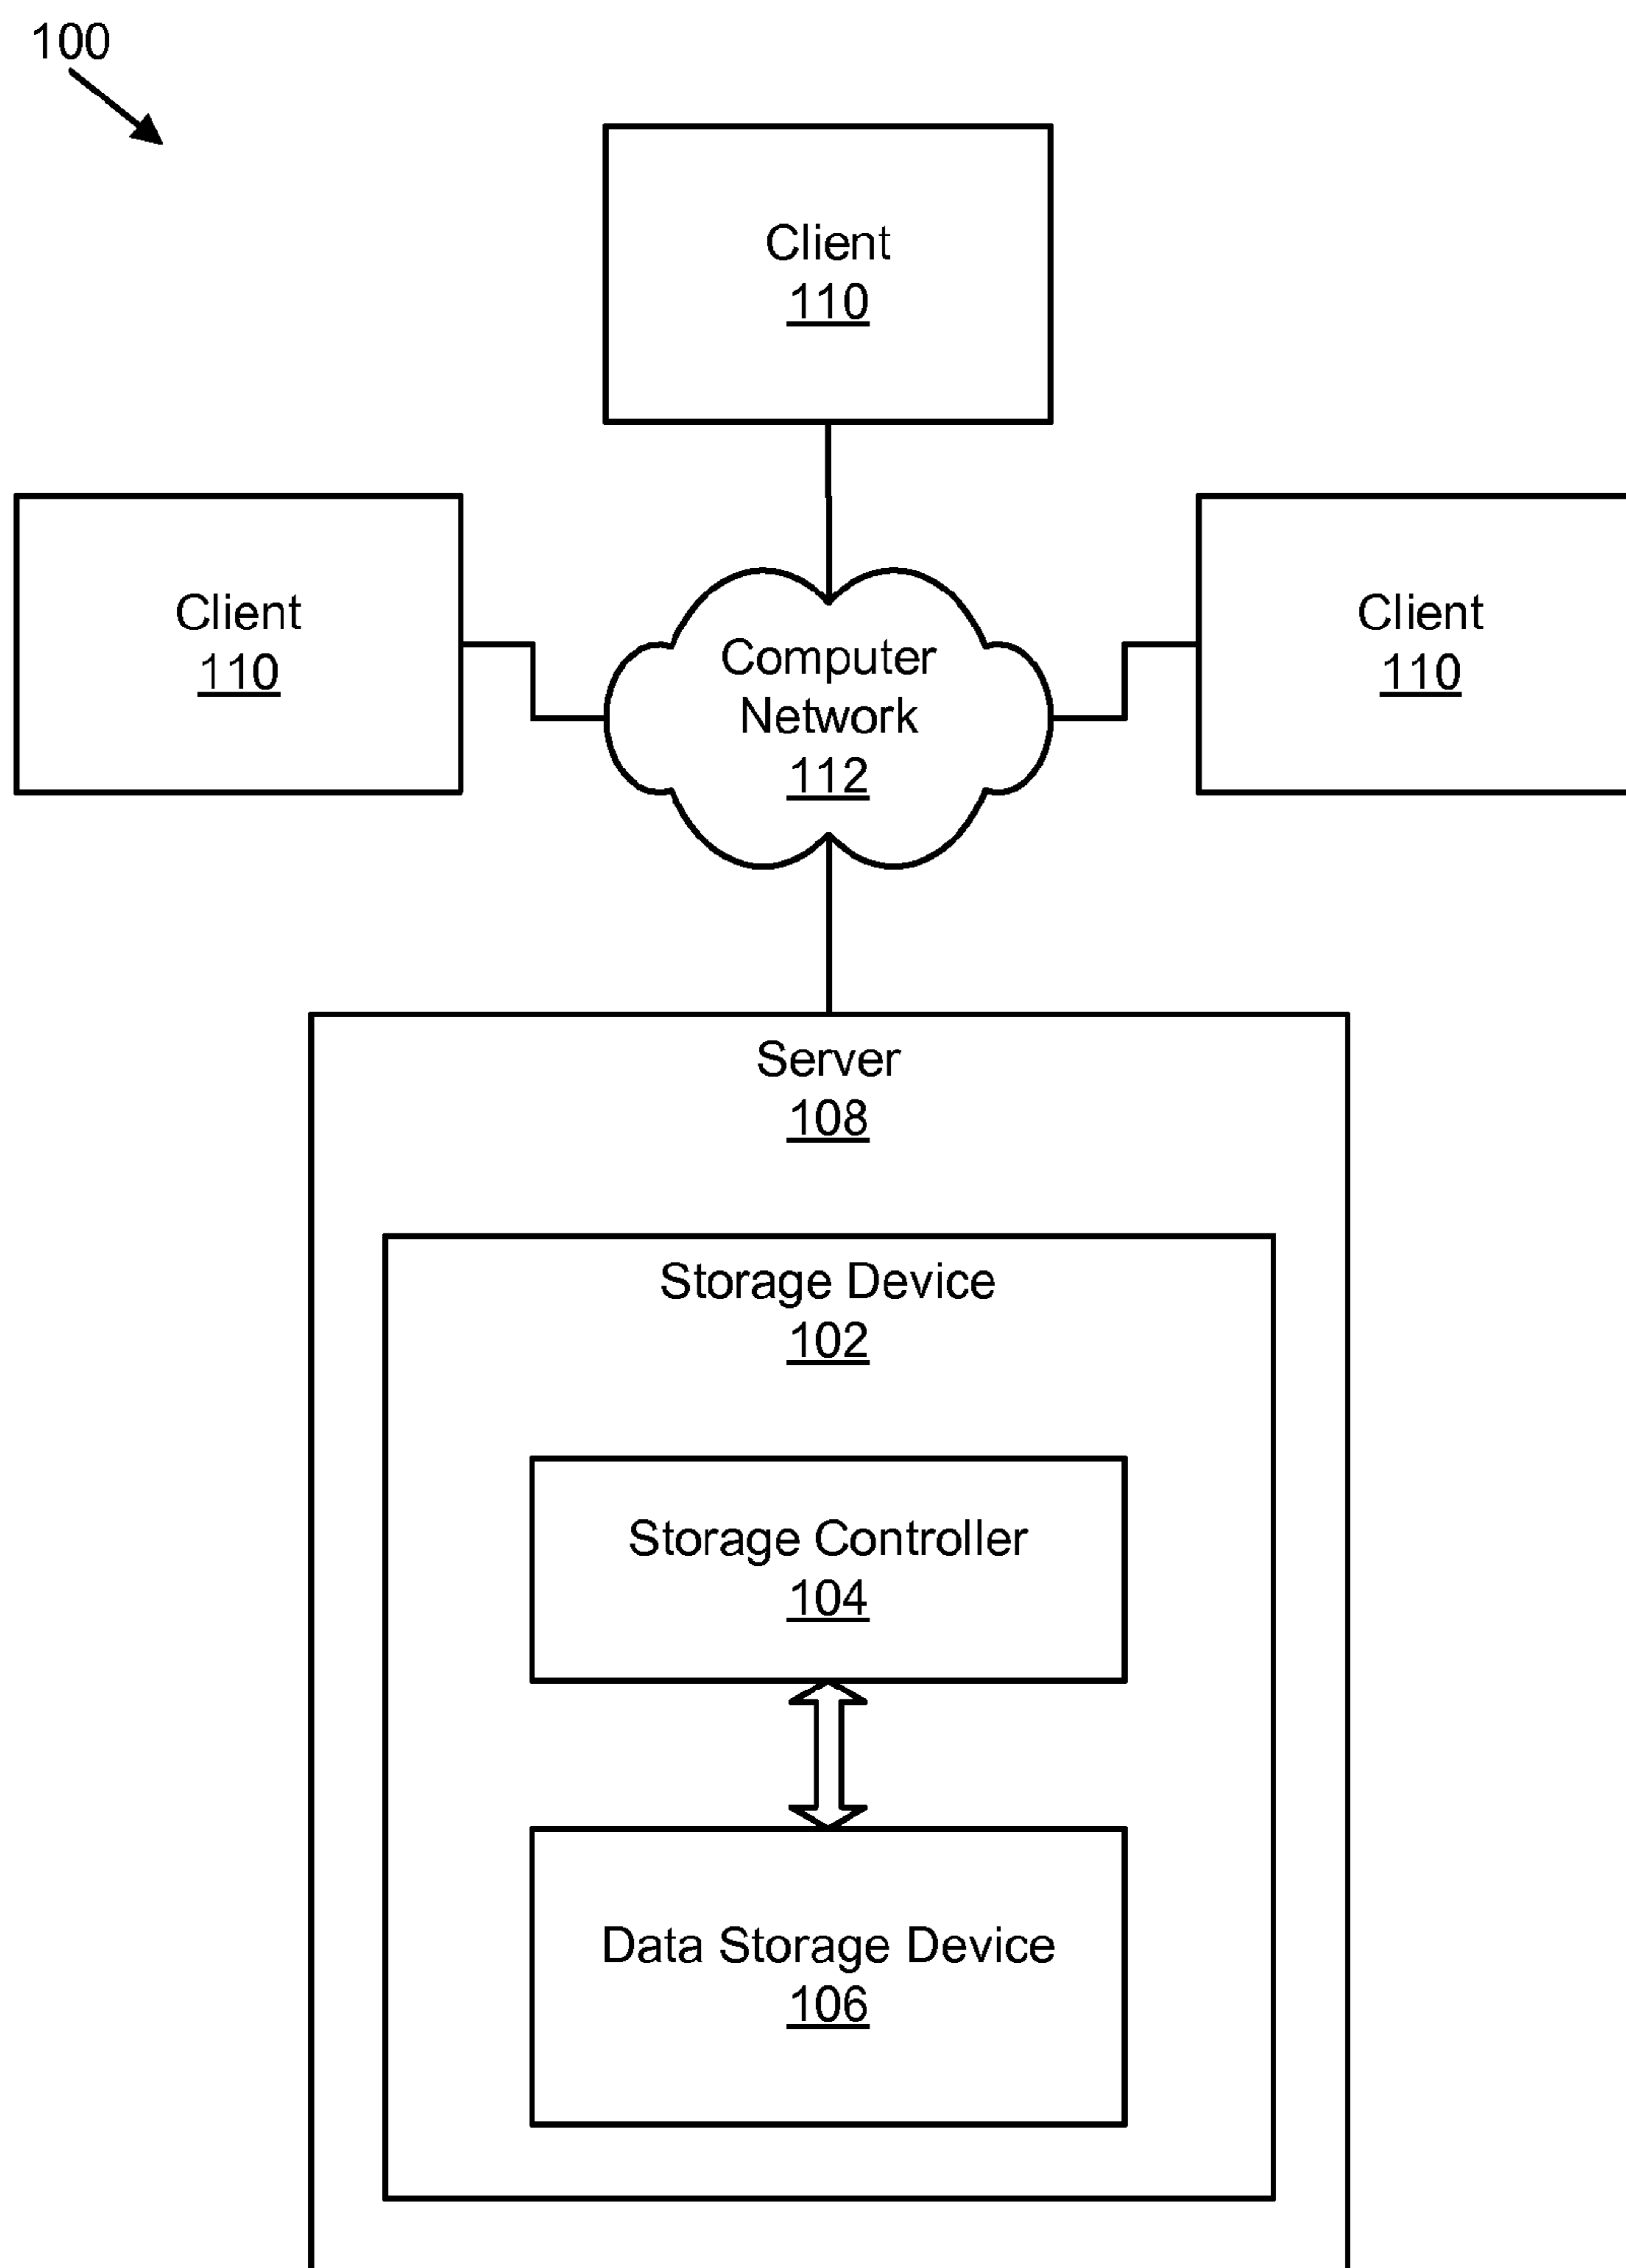 100
Client
110
Client
110
Computer
Network
112
Client
110
Server
108
Storage Device
102
Storage Controller
104
Data Storage Device
106